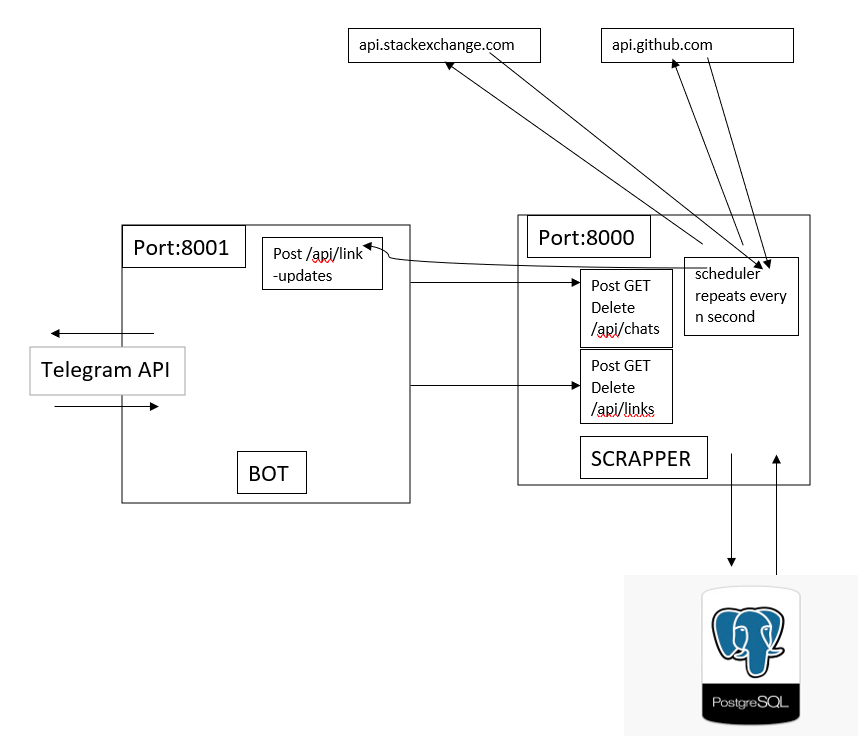 api.stackexchange.com
api.github.com
Port:8001
Post /api/link
-updates
Port:8000
scheduler
repeats every
n second
Post GET
Delete
/api/chats
Post GET
Delete
/api/links
Telegram API
BOT
SCRAPPER
PostgreSQL